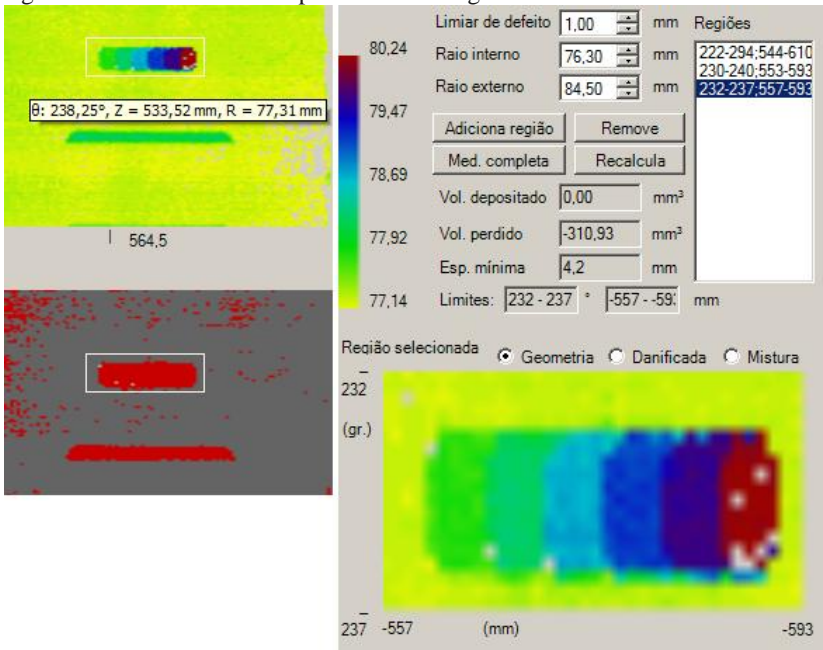 θ: 238,25°, Z = 533,52 mm, R = 77,31 mm
564,5
80,24
79,47
78,69
77,92
77,14
Limiar de defeito 1,00 mm
Raio interno 76,30 mm
Raio externo 84,50 mm
Adiciona região Remove
Med. completa Recalcula
Vol. depositado 0,00 mm³
Vol. perdido -310,93 mm³
Esp. mínima 4,2 mm
Limites: 232 - 237 ° -557 - -59: mm
Regiões
222-294;544-610
230-240;553-593
232-237;557-593
Região selecionada Geometria Danificada Mistura
232
(gr.)
237 -557 (mm) -593